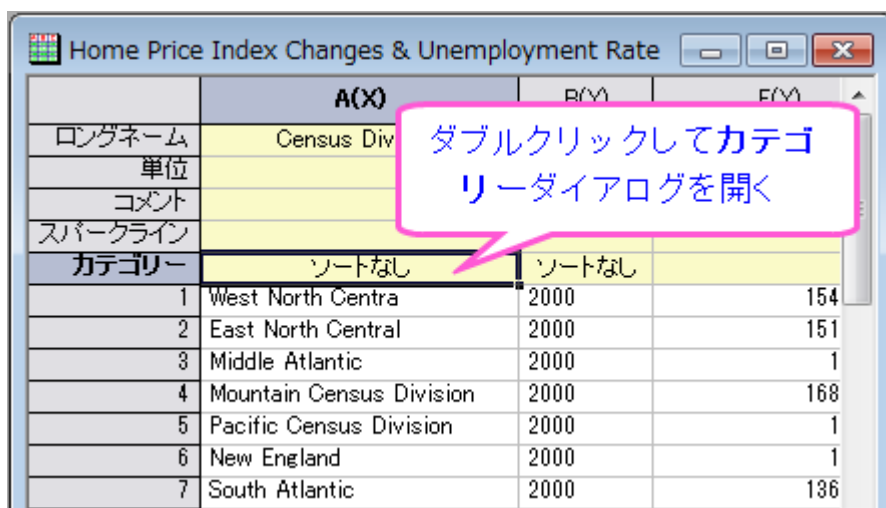 Home Price Index Changes & Unemployment Rate
A(X) B(Y) F(Y)
ロングネーム Census Div
単位
コメント
スパークライン
カテゴリー ソートなし ソートなし
ダブルクリックしてカテゴ
リーダイアログを開く
1 West North Centra 2000 154
2 East North Central 2000 151
3 Middle Atlantic 2000 1
4 Mountain Census Division 2000 168
5 Pacific Census Division 2000 1
6 New England 2000 1
7 South Atlantic 2000 136